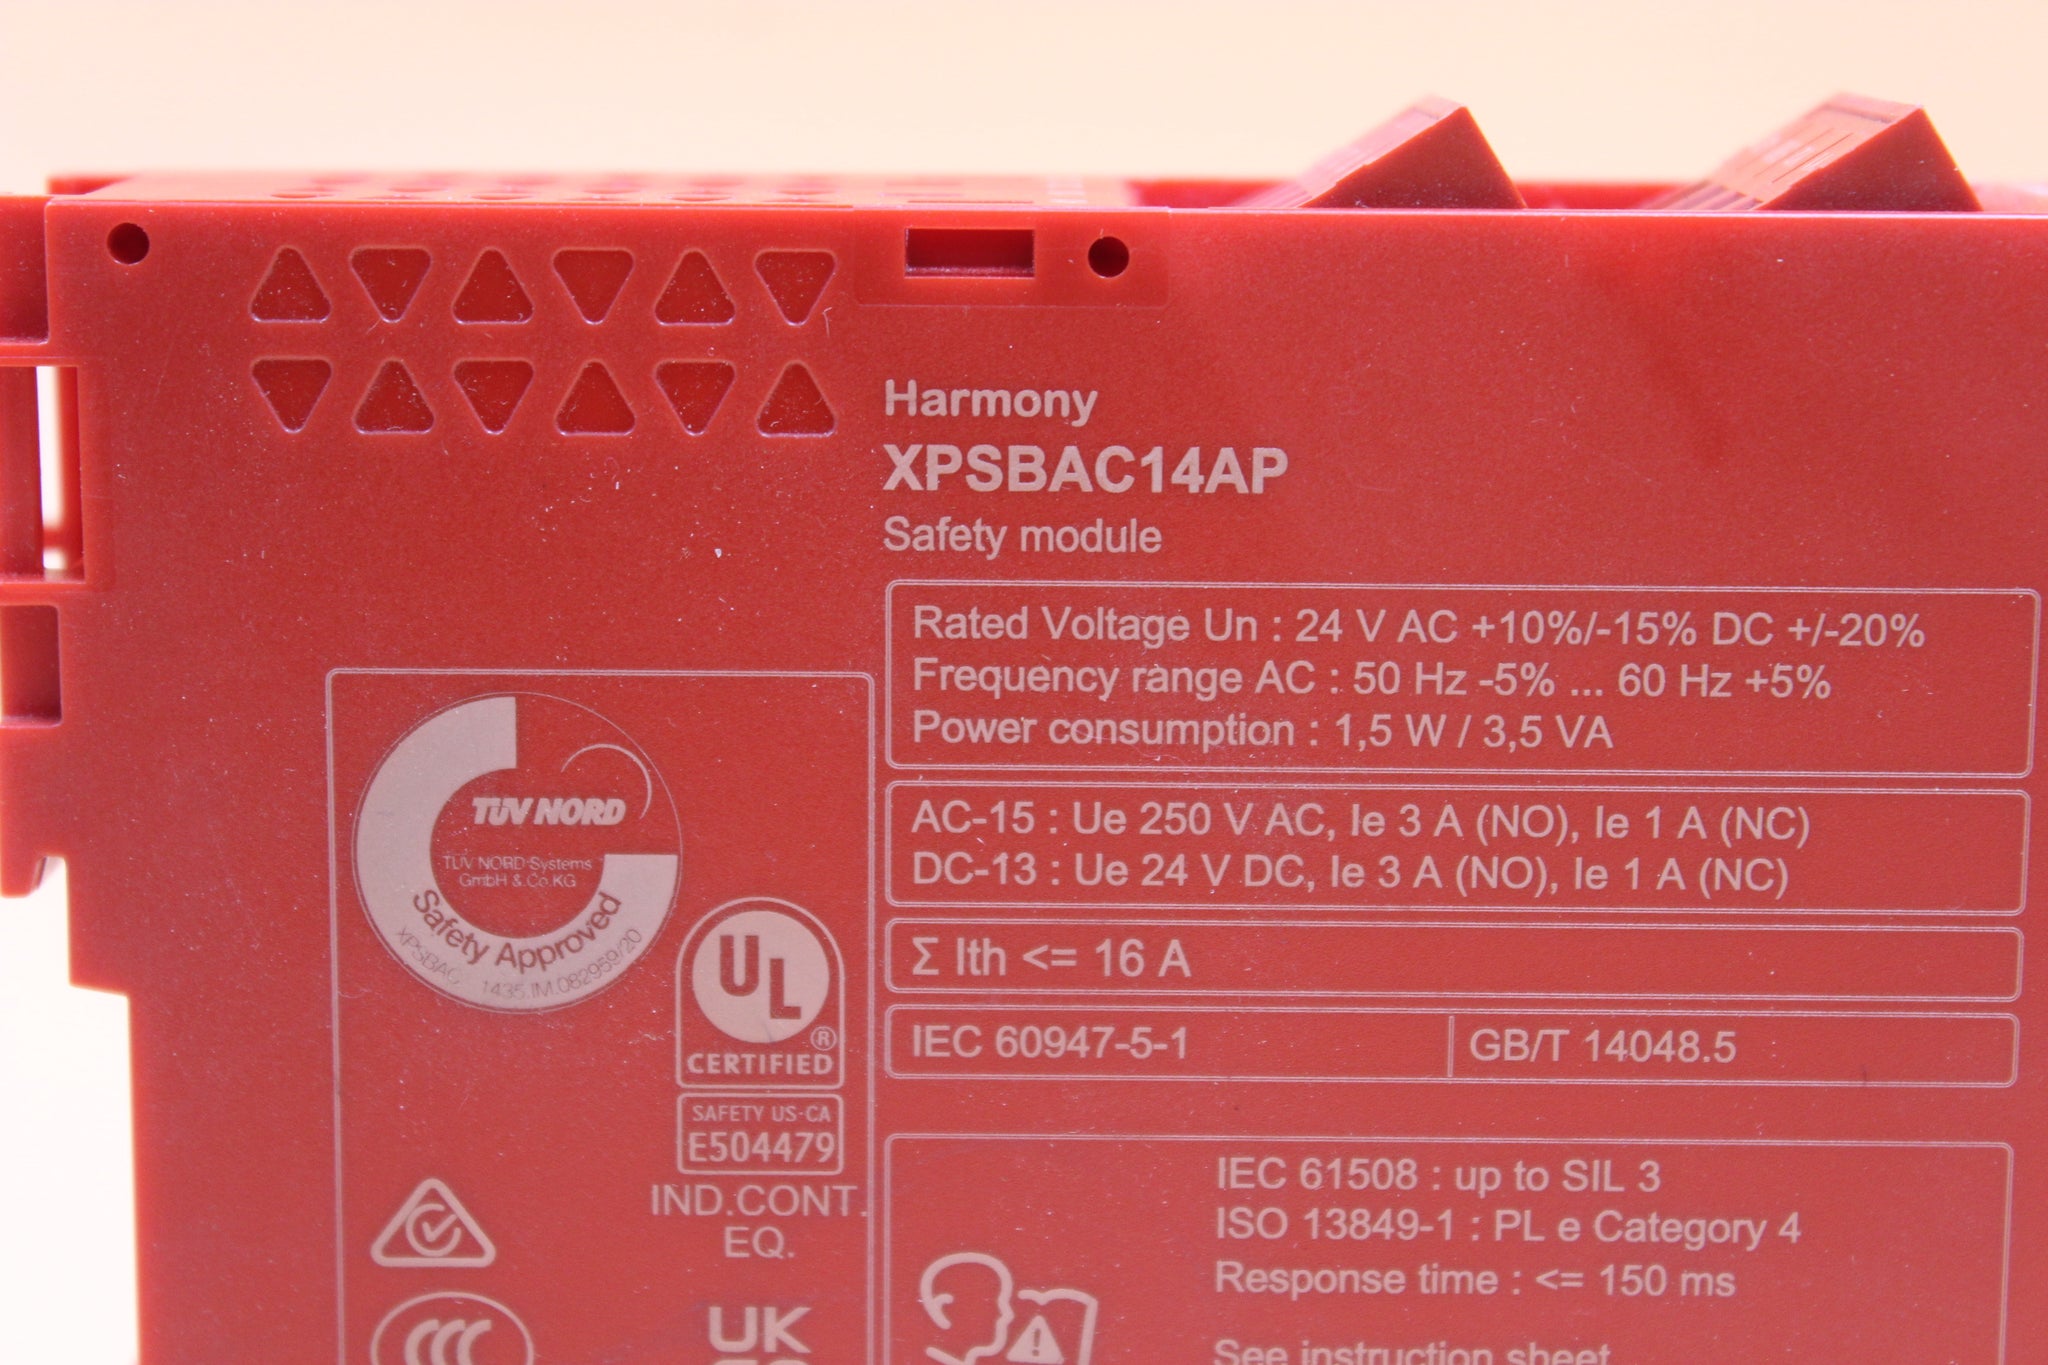 Harmony
XPSBAC14AP
Safety module
Rated Voltage Un : 24 V AC +10%/-15% DC +/-20%
Frequency range AC : 50 Hz -5% ... 60 Hz +5%
Power consumption : 1,5 W / 3,5 VA
AC-15 : Ue 250 V AC, Ie 3 A (NO), Ie 1 A (NC)
DC-13 : Ue 24 V DC, Ie 3 A (NO), Ie 1 A (NC)
Σ Ith <= 16 A
IEC 60947-5-1
GB/T 14048.5
IEC 61508 : up to SIL 3
ISO 13849-1 : PL e Category 4
Response time : <= 150 ms
See instruction sheet
TÜV NORD
TÜV NORD Systems
GmbH & Co.KG
Safety Approved
XPSBAC 1435.IM.082959/20
UL
®
CERTIFIED
SAFETY US-CA
E504479
IND.CONT.
EQ.
CCC
UK